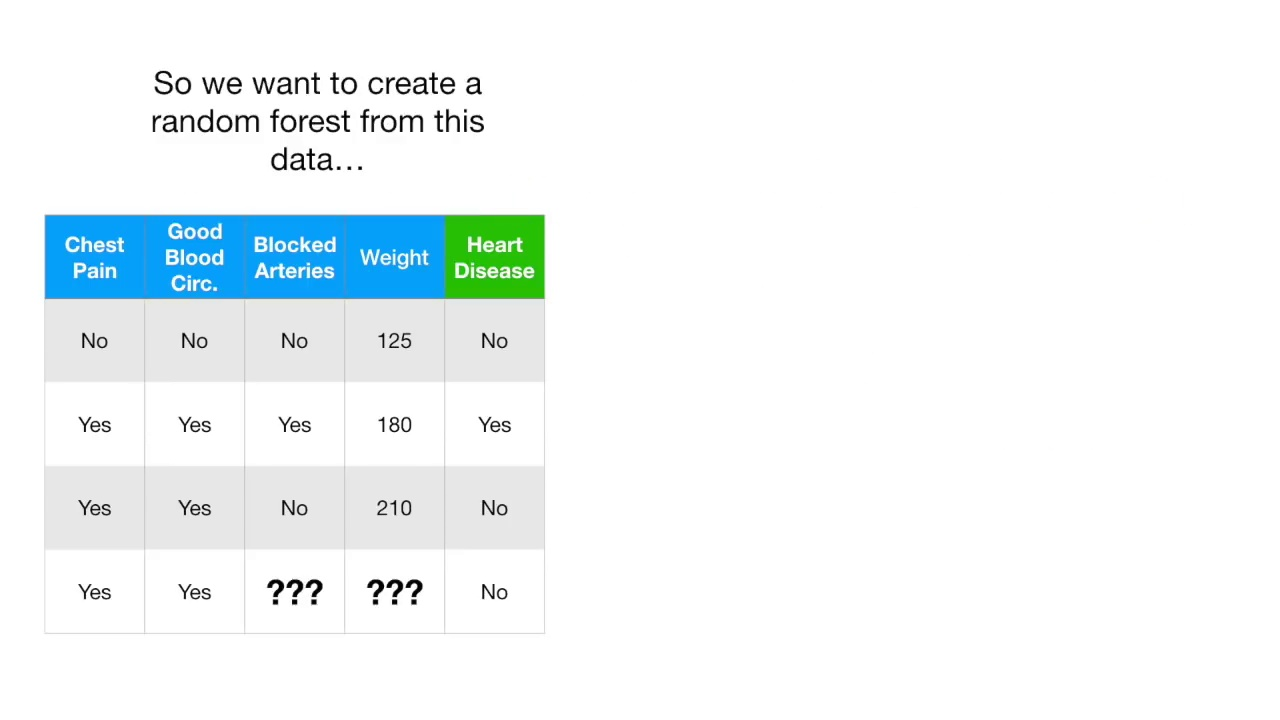 So we want to create a
random forest from this
data…
Chest Pain Good Blood Circ. Blocked Arteries Weight Heart Disease
No No No 125 No
Yes Yes Yes 180 Yes
Yes Yes No 210 No
Yes Yes ??? ??? No